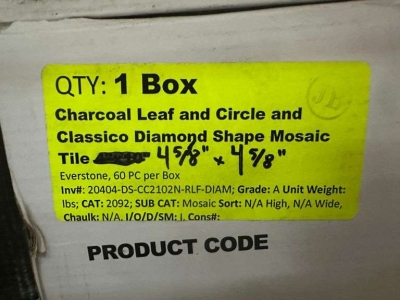 QTY: 1 Box
Charcoal Leaf and Circle and
Classico Diamond Shape Mosaic
Tile 4 5/8" x 4 5/8"
Everstone, 60 PC per Box
Inv#: 20404-DS-CC2102N-RLF-DIAM; Grade: A Unit Weight:
lbs; CAT: 2092; SUB CAT: Mosaic Sort: N/A High, N/A Wide,
Chaulk: N/A, I/O/D/SM: i, Cons#:
PRODUCT CODE